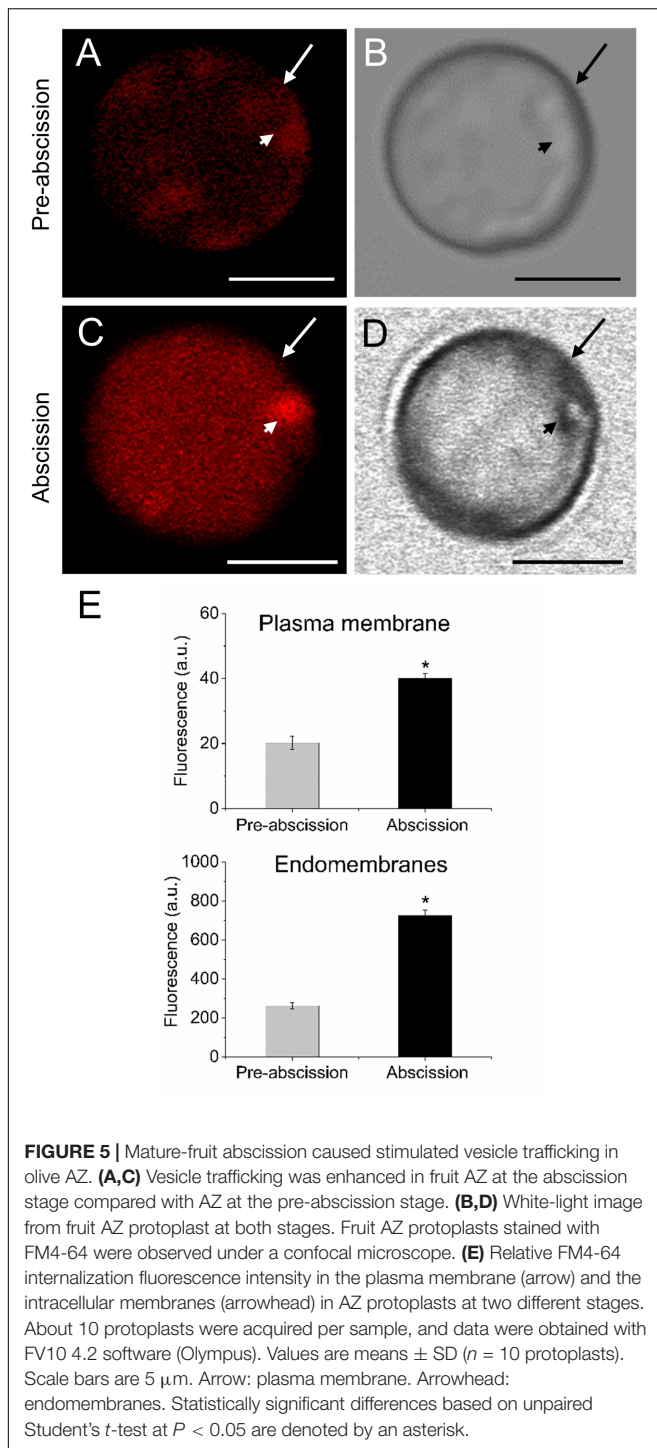 A
B
Pre-abscission
C
D
Abscission
E
Plasma membrane
Fluorescence (a.u.)
60
40
20
0
*
Pre-abscission
Abscission
Endomembranes
Fluorescence (a.u.)
1000
800
600
400
200
0
*
Pre-abscission
Abscission
FIGURE 5 | Mature-fruit abscission caused stimulated vesicle trafficking in
olive AZ. (A,C) Vesicle trafficking was enhanced in fruit AZ at the abscission
stage compared with AZ at the pre-abscission stage. (B,D) White-light image
from fruit AZ protoplast at both stages. Fruit AZ protoplasts stained with
FM4-64 were observed under a confocal microscope. (E) Relative FM4-64
internalization fluorescence intensity in the plasma membrane (arrow) and the
intracellular membranes (arrowhead) in AZ protoplasts at two different stages.
About 10 protoplasts were acquired per sample, and data were obtained with
FV10 4.2 software (Olympus). Values are means ± SD (n = 10 protoplasts).
Scale bars are 5 μm. Arrow: plasma membrane. Arrowhead:
endomembranes. Statistically significant differences based on unpaired
Student's t-test at P < 0.05 are denoted by an asterisk.